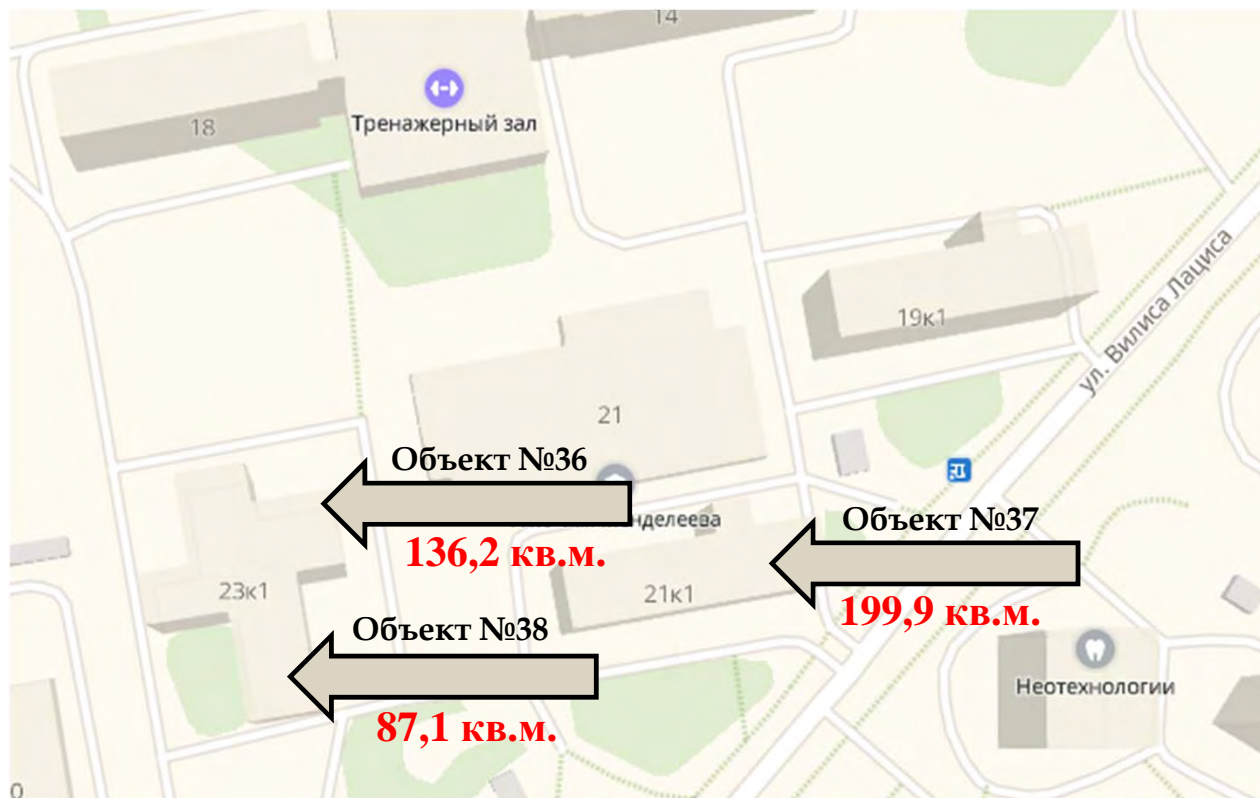 14
18
Тренажерный зал
ул. Вилиса Лациса
19к1
21
Объект №36
136,2 кв.м.
Объект №37
199,9 кв.м.
23к1
21к1
Объект №38
87,1 кв.м.
Неотехнологии
0